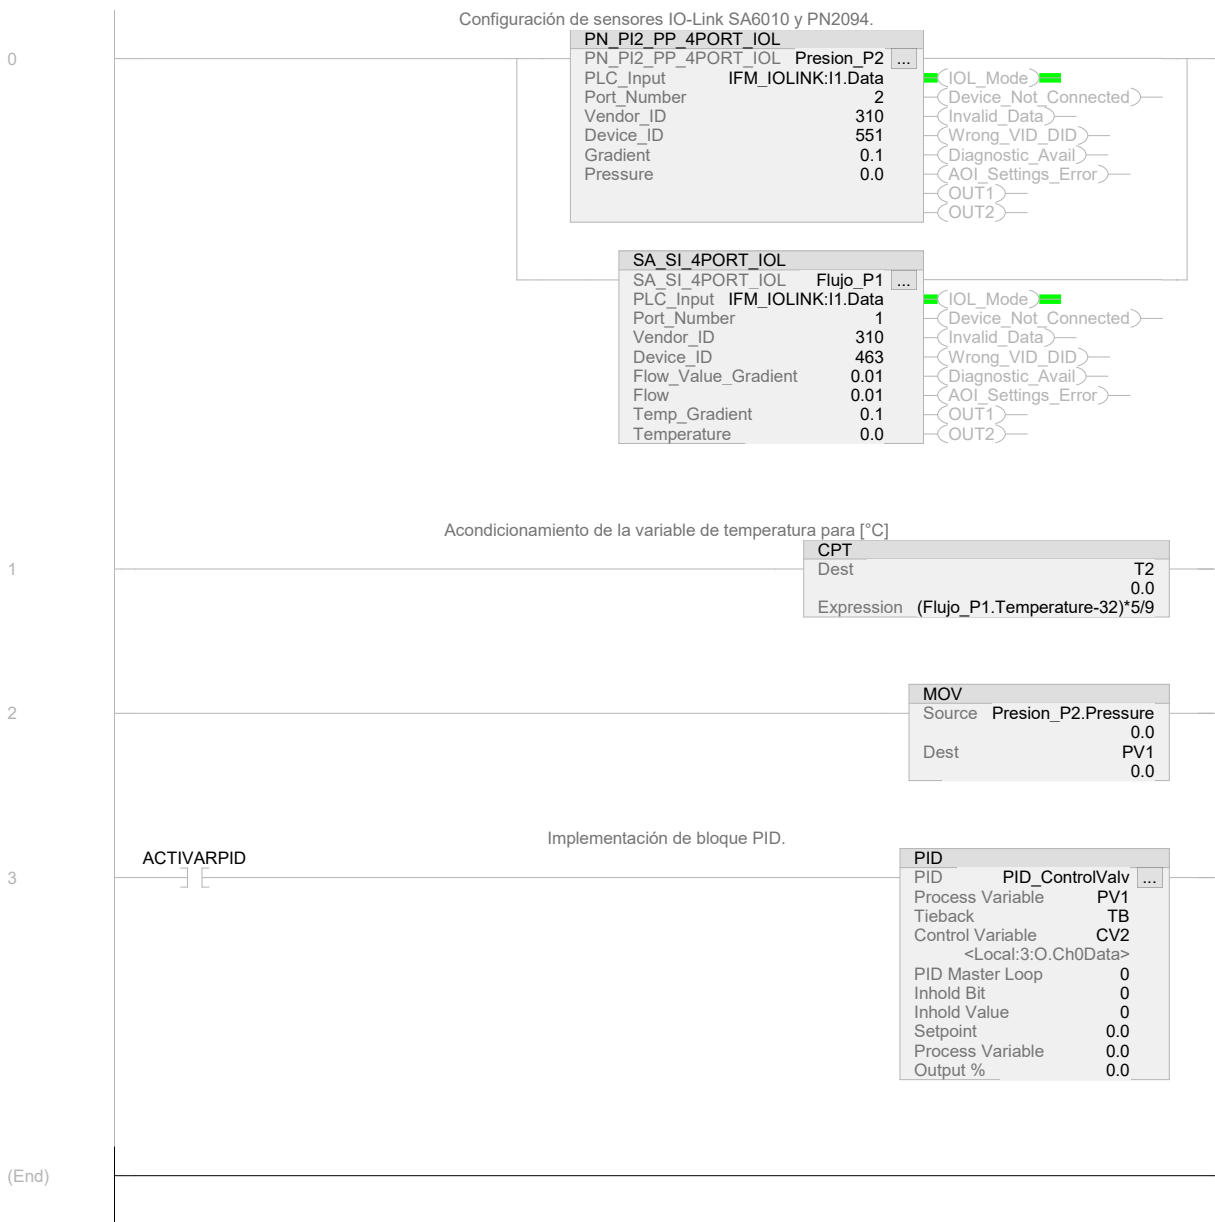 Configuración de sensores IO-Link SA6010 y PN2094.
0
PN_PI2_PP_4PORT_IOL
PN_PI2_PP_4PORT_IOL Presion_P2 ...
PLC_Input IFM_IOLINK:I1.Data
Port_Number 2
Vendor_ID 310
Device_ID 551
Gradient 0.1
Pressure 0.0
IOL_Mode
Device_Not_Connected
Invalid_Data
Wrong_VID_DID
Diagnostic_Avail
AOI_Settings_Error
OUT1
OUT2
SA_SI_4PORT_IOL
SA_SI_4PORT_IOL Flujo_P1 ...
PLC_Input IFM_IOLINK:I1.Data
Port_Number 1
Vendor_ID 310
Device_ID 463
Flow_Value_Gradient 0.01
Flow 0.01
Temp_Gradient 0.1
Temperature 0.0
IOL_Mode
Device_Not_Connected
Invalid_Data
Wrong_VID_DID
Diagnostic_Avail
AOI_Settings_Error
OUT1
OUT2
Acondicionamiento de la variable de temperatura para [°C]
1
CPT
Dest T2
0.0
Expression (Flujo_P1.Temperature-32)*5/9
2
MOV
Source Presion_P2.Pressure
0.0
Dest PV1
0.0
Implementación de bloque PID.
3
ACTIVARPID
PID
PID PID_ControlValv ...
Process Variable PV1
Tieback TB
Control Variable CV2
<Local:3:O.Ch0Data>
PID Master Loop 0
Inhold Bit 0
Inhold Value 0
Setpoint 0.0
Process Variable 0.0
Output % 0.0
(End)